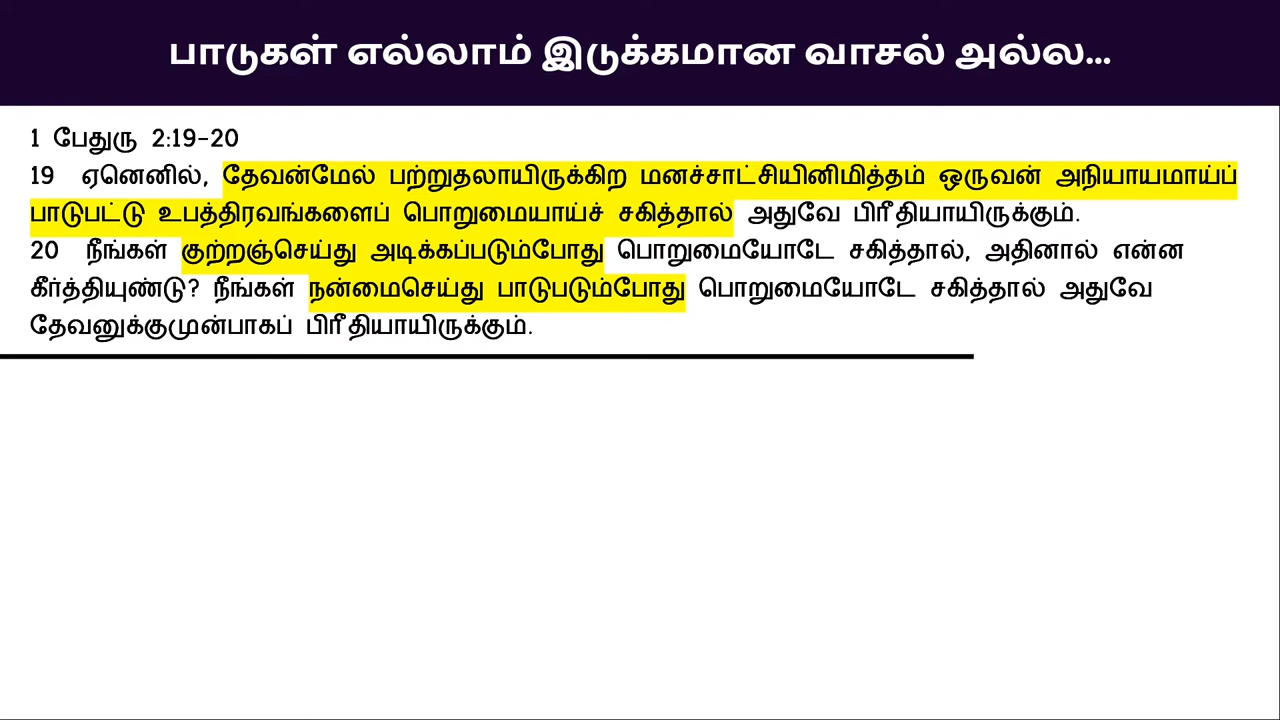 பாடுகள் எல்லாம் இடுக்கமான வாசல் அல்ல...
1 பேதுரு 2:19-20
19 ஏனெனில், தேவன்மேல் பற்றுதலாயிருக்கிற மனச்சாட்சியினிமித்தம் ஒருவன் அநியாயமாய்ப்
பாடுபட்டு உபத்திரவங்களைப் பொறுமையாய்ச் சகித்தால் அதுவே பிரீதியாயிருக்கும்.
20 நீங்கள் குற்றஞ்செய்து அடிக்கப்படும்போது பொறுமையோடே சகித்தால், அதினால் என்ன
கீர்த்தியுண்டு? நீங்கள் நன்மைசெய்து பாடுபடும்போது பொறுமையோடே சகித்தால் அதுவே
தேவனுக்குமுன்பாகப் பிரீதியாயிருக்கும்.